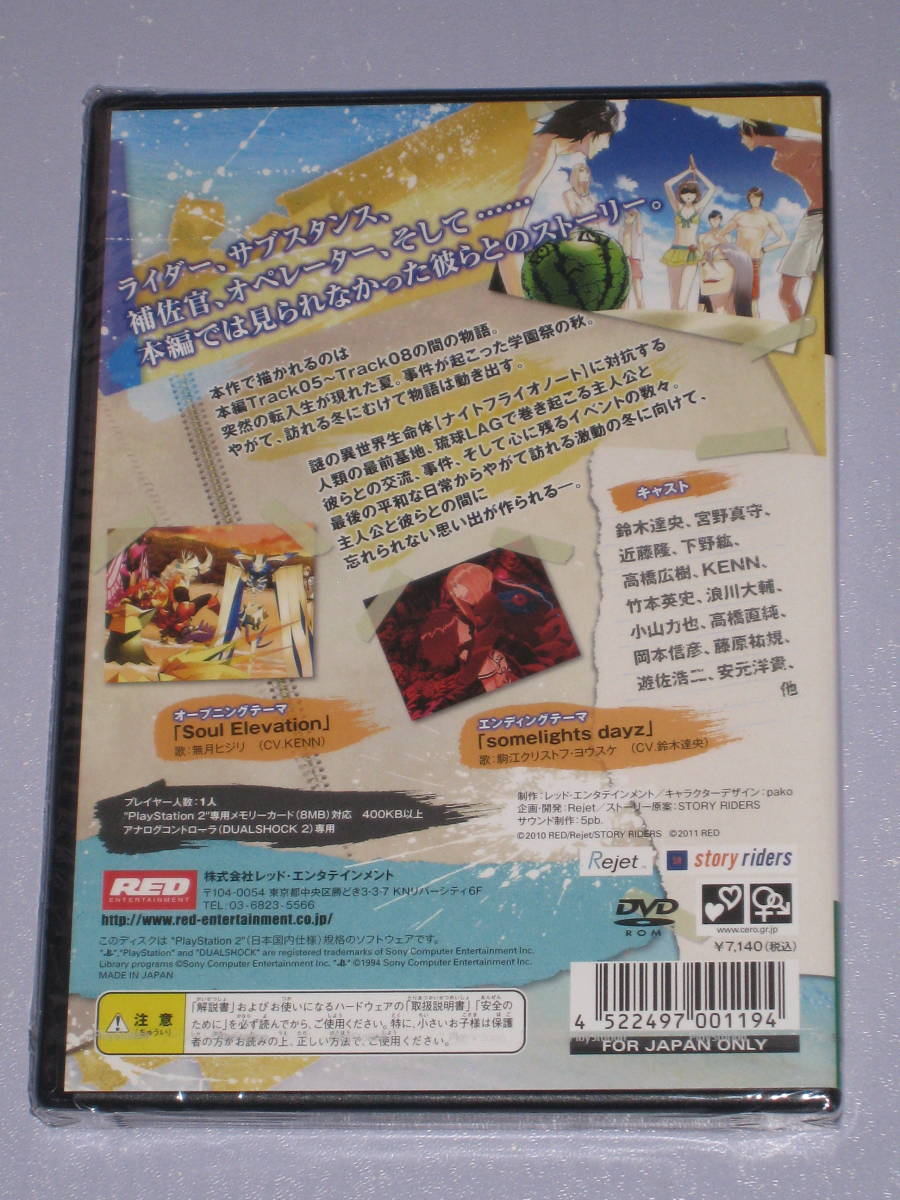 ライダー、サブスタンス、
補佐官、オペレーター、そして……
本編では見られなかった彼らとのストーリー。
本作で描かれるのは
本編Track05～Track08の間の物語。
突然の転入生が現れた夏。事件が起こった学園祭の秋。
やがて、訪れる冬にむけて物語は動き出す。
謎の異世界生命体【ナイトフライオノート】に対抗する
人類の最前基地、琉球LAGで巻き起こる主人公と
彼らとの交流、事件、そして心に残るイベントの数々。
最後の平和な日常からやがて訪れる激動の冬に向けて、
主人公と彼らとの間に
忘れられない思い出が作られる―。
キャスト
鈴木達央、宮野真守、
近藤隆、下野紘、
高橋広樹、KENN、
竹本英史、浪川大輔、
小山力也、高橋直純、
岡本信彦、藤原祐規、
遊佐浩二、安元洋貴、
他
オープニングテーマ
「Soul Elevation」
歌：無月ヒジリ （CV.KENN）
エンディングテーマ
「somelights dayz」
歌：駒江クリストフ・ヨウスケ （CV.鈴木達央）
プレイヤー人数：1人
"PlayStation 2"専用メモリーカード（8MB）対応 400KB以上
アナログコントローラ（DUALSHOCK 2）専用
制作：レッド・エンタテインメント／キャラクターデザイン：pako
企画・開発：Rejet／ストーリー原案：STORY RIDERS
サウンド制作：5pb.
©2010 RED/Rejet/STORY RIDERS ©2011 RED
Rejet
SR story riders
RED
ENTERTAINMENT
株式会社レッド・エンタテインメント
〒104-0054 東京都中央区勝どき3-3-7 KNリバーシティ6F
TEL：03-6823-5566
http://www.red-entertainment.co.jp/
DVD
ROM
www.cero.gr.jp
￥7,140（税込）
このディスクは "PlayStation 2"（日本国内仕様）規格のソフトウェアです。
"PlayStation" and "DUALSHOCK" are registered trademarks of Sony Computer Entertainment Inc.
Library programs ©Sony Computer Entertainment Inc. ©1994 Sony Computer Entertainment Inc.
MADE IN JAPAN
注意
ちゅうい
「解説書」およびお使いになるハードウェアの「取扱説明書」「安全の
ために」を必ず読んでから、ご使用ください。特に、小さいお子様は保護
者の方がお読みの上、正しい方法で、ご使用ください。
4 522497 001194
FOR JAPAN ONLY